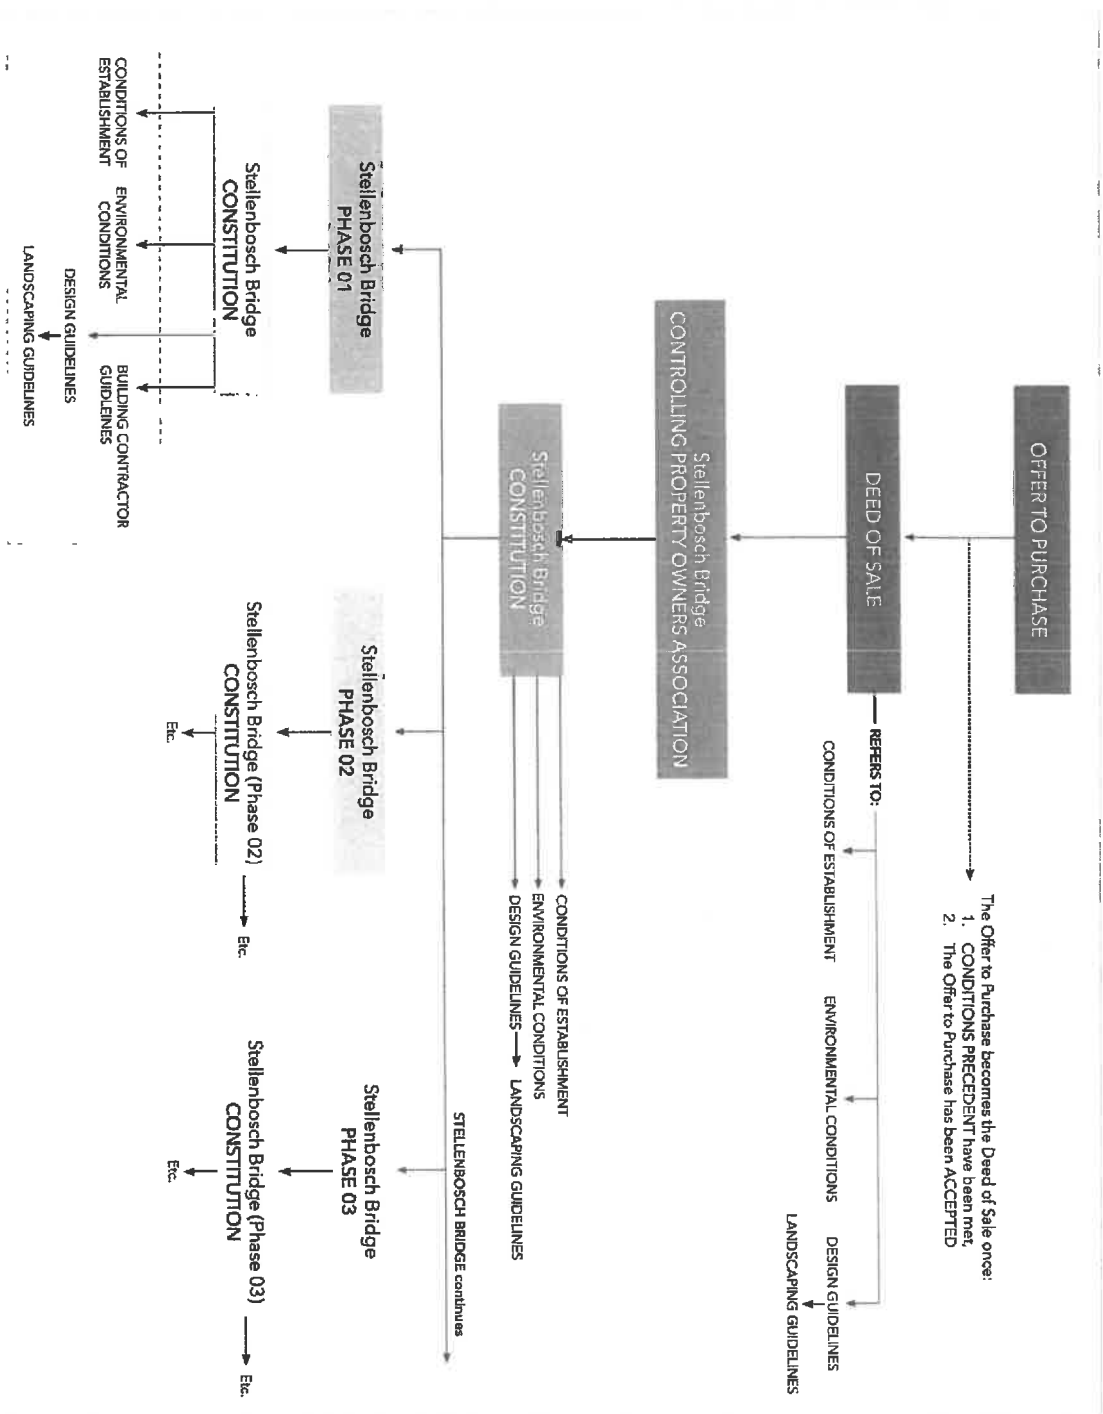 OFFER TO PURCHASE
The Offer to Purchase becomes the Deed of Sale once:
1. CONDITIONS PRECEDENT have been met,
2. The Offer to Purchase has been ACCEPTED
DEED OF SALE
REFERS TO:
CONDITIONS OF ESTABLISHMENT
ENVIRONMENTAL CONDITIONS
DESIGN GUIDELINES
LANDSCAPING GUIDELINES
Stellenbosch Bridge
CONTROLLING PROPERTY OWNERS ASSOCIATION
Stellenbosch Bridge
CONSTITUTION
CONDITIONS OF ESTABLISHMENT
ENVIRONMENTAL CONDITIONS
DESIGN GUIDELINES
LANDSCAPING GUIDELINES
STELLENBOSCH BRIDGE continues
Stellenbosch Bridge
PHASE 01
Stellenbosch Bridge
PHASE 02
Stellenbosch Bridge
PHASE 03
Stellenbosch Bridge
CONSTITUTION
Stellenbosch Bridge (Phase 02)
CONSTITUTION
Etc.
Etc.
Stellenbosch Bridge (Phase 03)
CONSTITUTION
Etc.
Etc.
CONDITIONS OF
ESTABLISHMENT
ENVIRONMENTAL
CONDITIONS
BUILDING CONTRACTOR
GUIDLEINES
DESIGN GUIDELINES
LANDSCAPING GUIDELINES